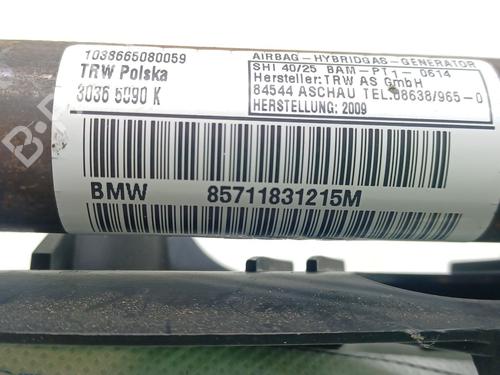 1038665080059
TRW Polska
3036 5090 K
AIRBAG - HYBRIDGAS - GENERATOR
SHI 40/25 BAM - PT1 - 0614
Hersteller: TRW AS GmbH
84544 ASCHAU TEL.08638/965-0
HERSTELLUNG: 2009
BMW 85711831215M
B-P